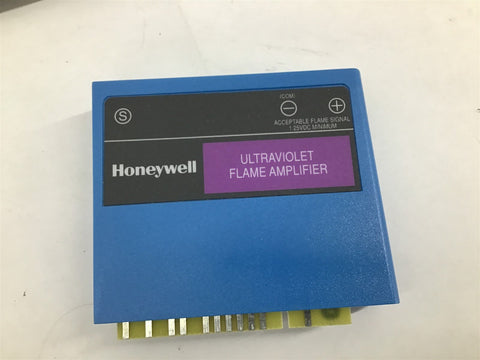 S
(COM)
ACCEPTABLE FLAME SIGNAL
1.25VDC MINIMUM
Honeywell
ULTRAVIOLET
FLAME AMPLIFIER